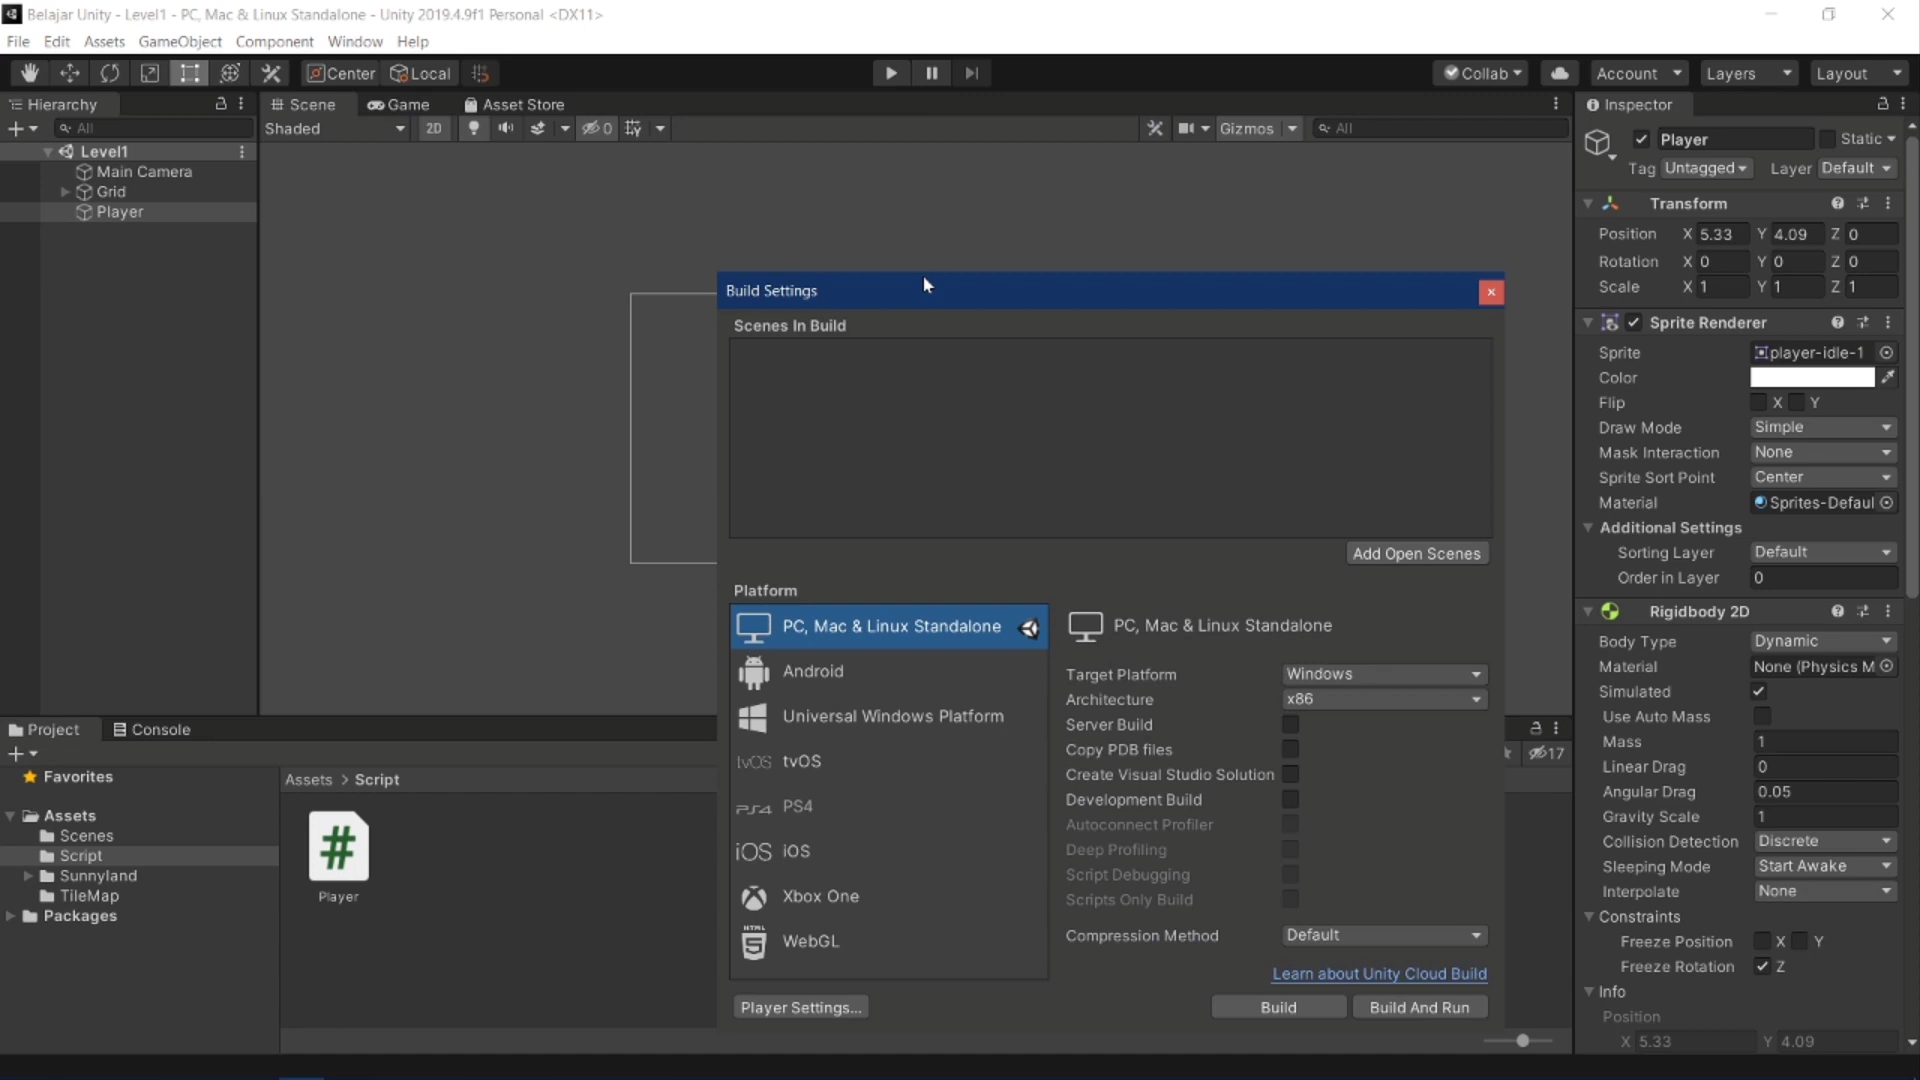 Belajar Unity - Level1 - PC, Mac & Linux Standalone - Unity 2019.4.9f1 Personal <DX11>
File Edit Assets GameObject Component Window Help
Center Local Collab Account Layers Layout
Hierarchy
All
Level1
Main Camera
Grid
Player
Scene Game Asset Store
Shaded 2D 0 Gizmos All
Build Settings
Scenes In Build
Add Open Scenes
Platform
PC, Mac & Linux Standalone
Android
Universal Windows Platform
tvOS tvOS
PS4 PS4
iOS iOS
Xbox One
HTML 5 WebGL
PC, Mac & Linux Standalone
Target Platform Windows
Architecture x86
Server Build
Copy PDB files
Create Visual Studio Solution
Development Build
Autoconnect Profiler
Deep Profiling
Script Debugging
Scripts Only Build
Compression Method Default
Learn about Unity Cloud Build
Player Settings... Build Build And Run
Project Console
17
Favorites
Assets
Scenes
Script
Sunnyland
TileMap
Packages
Assets > Script
#
Player
Inspector
Player Static
Tag Untagged Layer Default
Transform
Position X 5.33 Y 4.09 Z 0
Rotation X 0 Y 0 Z 0
Scale X 1 Y 1 Z 1
Sprite Renderer
Sprite player-idle-1
Color
Flip X Y
Draw Mode Simple
Mask Interaction None
Sprite Sort Point Center
Material Sprites-Defaul
Additional Settings
Sorting Layer Default
Order in Layer 0
Rigidbody 2D
Body Type Dynamic
Material None (Physics M
Simulated
Use Auto Mass
Mass 1
Linear Drag 0
Angular Drag 0.05
Gravity Scale 1
Collision Detection Discrete
Sleeping Mode Start Awake
Interpolate None
Constraints
Freeze Position X Y
Freeze Rotation Z
Info
Position
X 5.33 Y 4.09